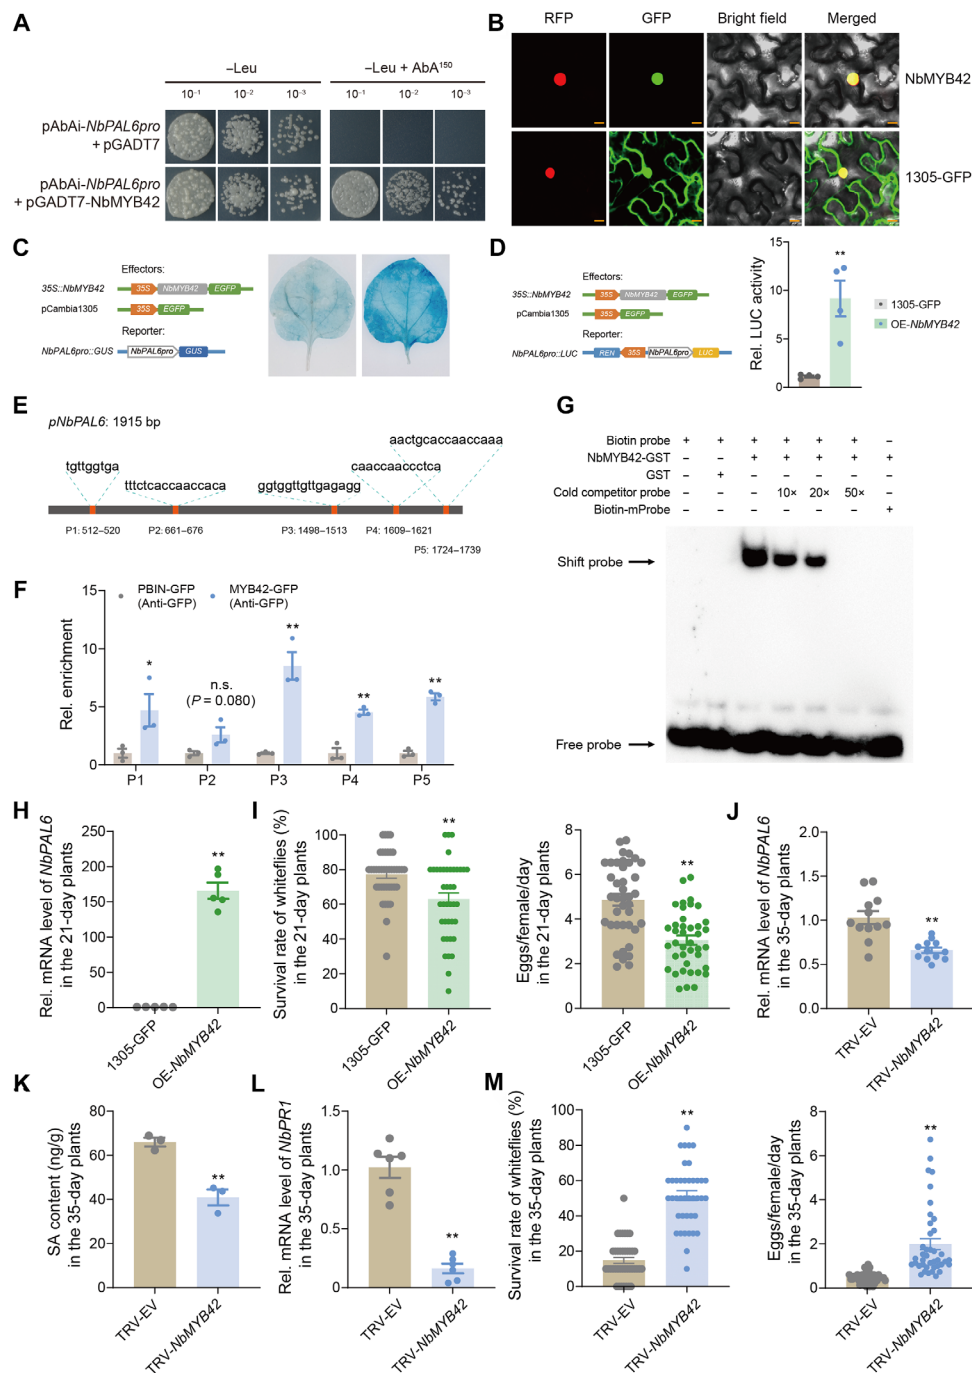 A
–Leu
–Leu + AbA¹⁵⁰
10⁻¹ 10⁻² 10⁻³ 10⁻¹ 10⁻² 10⁻³
pAbAi-NbPAL6pro
+ pGADT7
pAbAi-NbPAL6pro
+ pGADT7-NbMYB42
B
RFP GFP Bright field Merged
NbMYB42
1305-GFP
C
Effectors:
35S::NbMYB42 35S NbMYB42 EGFP
pCambia1305 35S EGFP
Reporter:
NbPAL6pro::GUS NbPAL6pro GUS
D
Effectors:
35S::NbMYB42 35S NbMYB42 EGFP
pCambia1305 35S EGFP
Reporter:
NbPAL6pro::LUC REN 35S NbPAL6pro LUC
Rel. LUC activity
15
10
5
0
**
1305-GFP
OE-NbMYB42
E
pNbPAL6: 1915 bp
aactgcaccaaccaaa
tgttggtga
caaccaaccctca
tttctcaccaaccaca
ggtggttgttgagagg
P1: 512–520 P2: 661–676 P3: 1498–1513 P4: 1609–1621
P5: 1724–1739
F
PBIN-GFP (Anti-GFP)
MYB42-GFP (Anti-GFP)
Rel. enrichment
15
10
5
0
*
n.s.
(P = 0.080)
**
**
**
P1 P2 P3 P4 P5
G
Biotin probe + + + + + + –
NbMYB42-GST – – + + + + +
GST – + – – – – –
Cold competitor probe – – – 10× 20× 50× –
Biotin-mProbe – – – – – – +
Shift probe
Free probe
H
Rel. mRNA level of NbPAL6
in the 21-day plants
250
200
150
100
50
0
**
1305-GFP
OE-NbMYB42
I
Survival rate of whiteflies (%)
in the 21-day plants
100
80
60
40
20
0
**
1305-GFP
OE-NbMYB42
Eggs/female/day
in the 21-day plants
8
6
4
2
0
**
1305-GFP
OE-NbMYB42
J
Rel. mRNA level of NbPAL6
in the 35-day plants
2.0
1.5
1.0
0.5
0
**
TRV-EV
TRV-NbMYB42
K
SA content (ng/g)
in the 35-day plants
80
60
40
20
0
**
TRV-EV
TRV-NbMYB42
L
Rel. mRNA level of NbPR1
in the 35-day plants
1.5
1.0
0.5
0
**
TRV-EV
TRV-NbMYB42
M
Survival rate of whiteflies (%)
in the 35-day plants
100
80
60
40
20
0
**
TRV-EV
TRV-NbMYB42
Eggs/female/day
in the 35-day plants
8
6
4
2
0
**
TRV-EV
TRV-NbMYB42